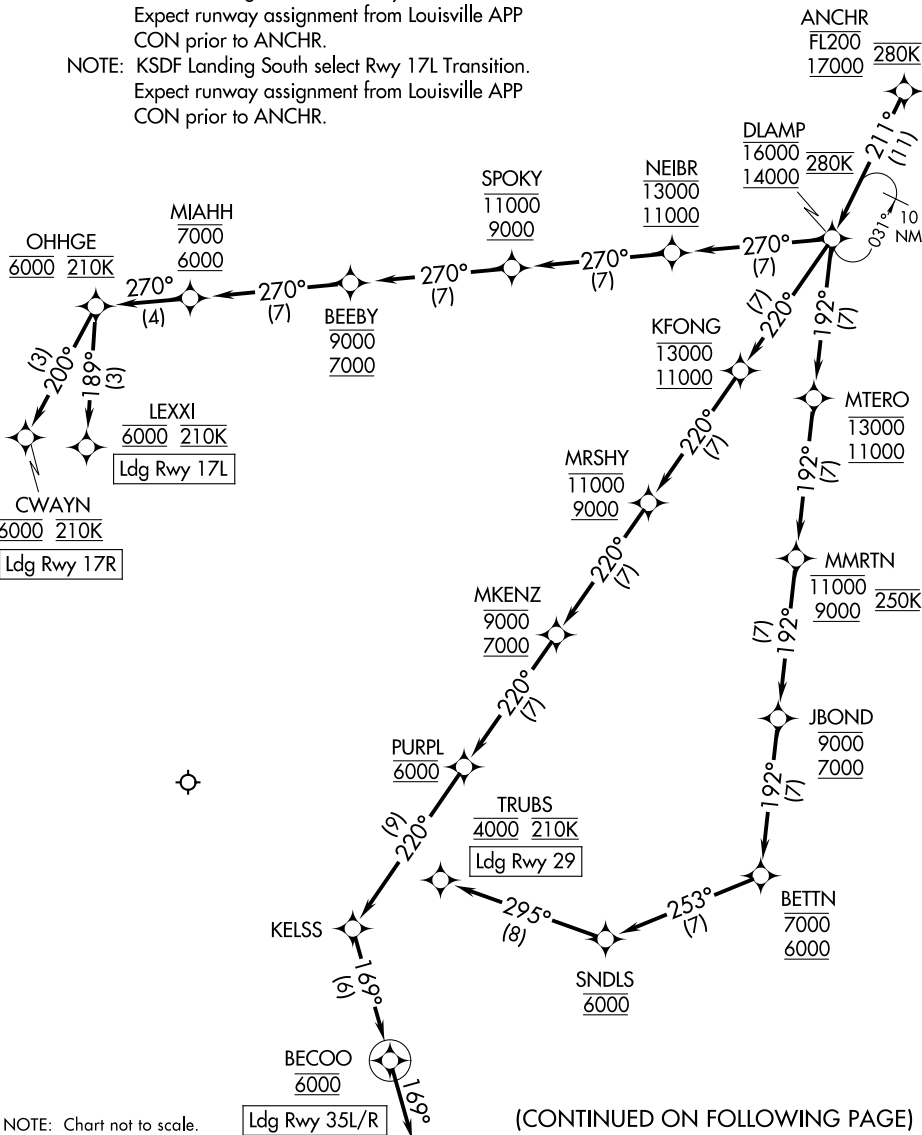 Expect runway assignment from Louisville APP
CON prior to ANCHR.
NOTE: KSDF Landing South select Rwy 17L Transition.
Expect runway assignment from Louisville APP
CON prior to ANCHR.
ANCHR
FL200
17000
280K
211°
(11)
DLAMP
16000
14000
280K
031°
10
NM
NEIBR
13000
11000
270°
(7)
SPOKY
11000
9000
270°
(7)
BEEBY
9000
7000
270°
(7)
MIAHH
7000
6000
270°
(7)
OHHGE
6000 210K
270°
(4)
(3)
200°
189°
(3)
LEXXI
6000 210K
Ldg Rwy 17L
CWAYN
6000 210K
Ldg Rwy 17R
(7)
220°
KFONG
13000
11000
220°
(7)
MRSHY
11000
9000
220°
(7)
MKENZ
9000
7000
220°
(7)
PURPL
6000
(9)
220°
KELSS
169°
(6)
BECOO
6000
Ldg Rwy 35L/R
169°
192°
(7)
MTERO
13000
11000
192°
(7)
MMRTN
11000
9000
250K
(7)
192°
JBOND
9000
7000
192°
(7)
BETTN
7000
6000
253°
(7)
SNDLS
6000
295°
(8)
TRUBS
4000 210K
Ldg Rwy 29
NOTE: Chart not to scale.
(CONTINUED ON FOLLOWING PAGE)